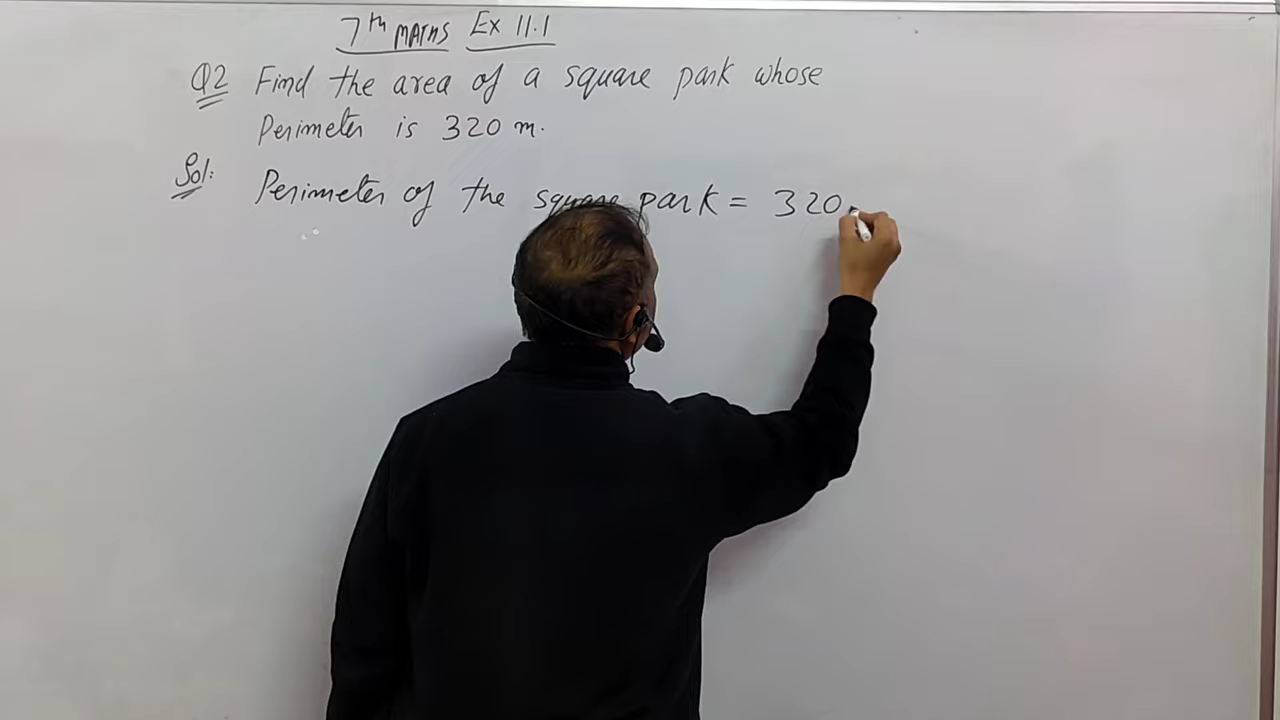 7th MATHS Ex 11.1
Q2 Find the area of a square park whose
Perimeter is 320 m.
Sol: Perimeter of the square park = 320